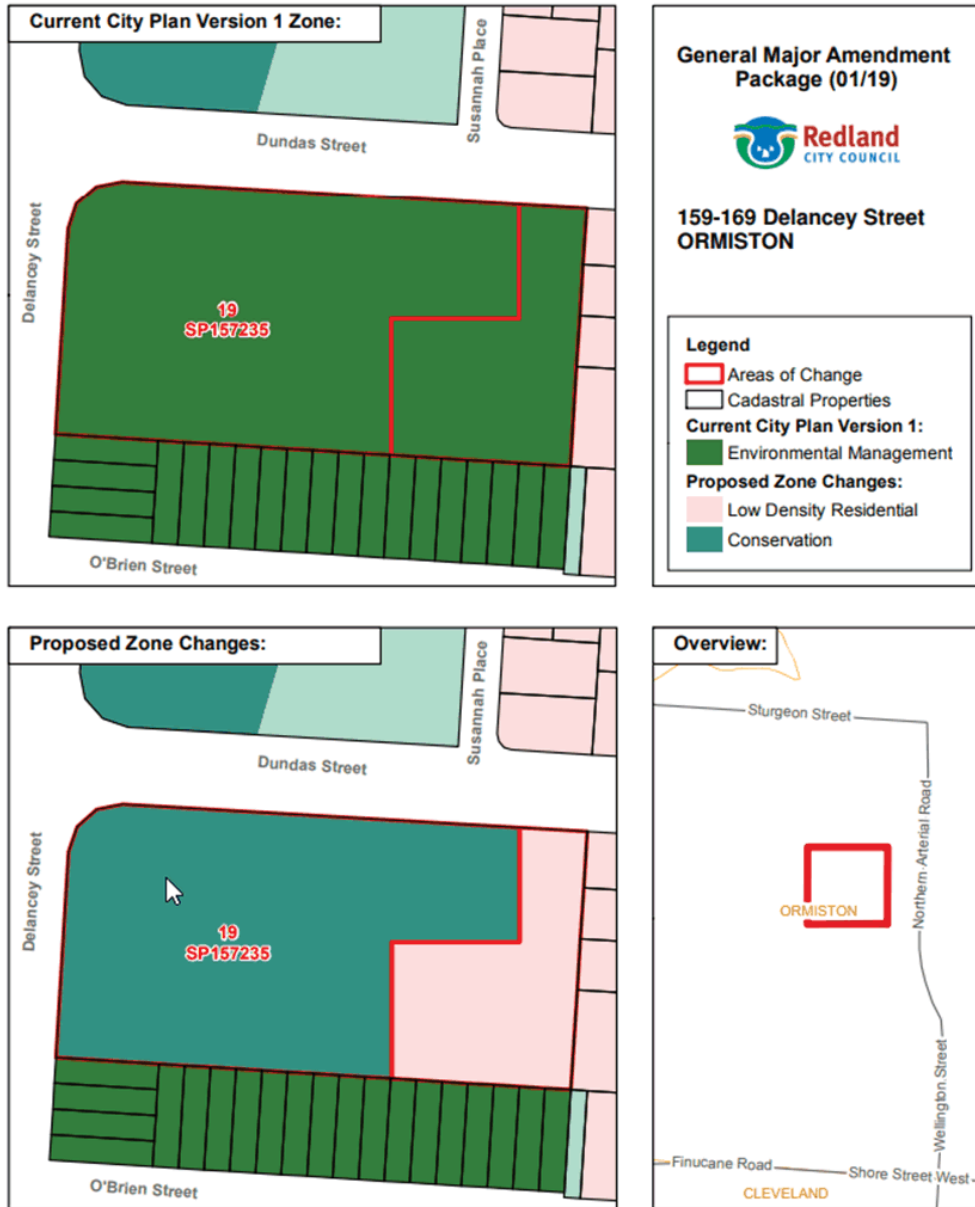 Current City Plan Version 1 Zone:
Susannah Place
Dundas Street
Delancey Street
19
SP157235
O'Brien Street
General Major Amendment
Package (01/19)
Redland
CITY COUNCIL
159-169 Delancey Street
ORMISTON
Legend
Areas of Change
Cadastral Properties
Current City Plan Version 1:
Environmental Management
Proposed Zone Changes:
Low Density Residential
Conservation
Proposed Zone Changes:
Susannah Place
Dundas Street
Delancey Street
19
SP157235
O'Brien Street
Overview:
Sturgeon Street
Northern Arterial Road
ORMISTON
Wellington Street
Finucane Road
Shore Street West
CLEVELAND